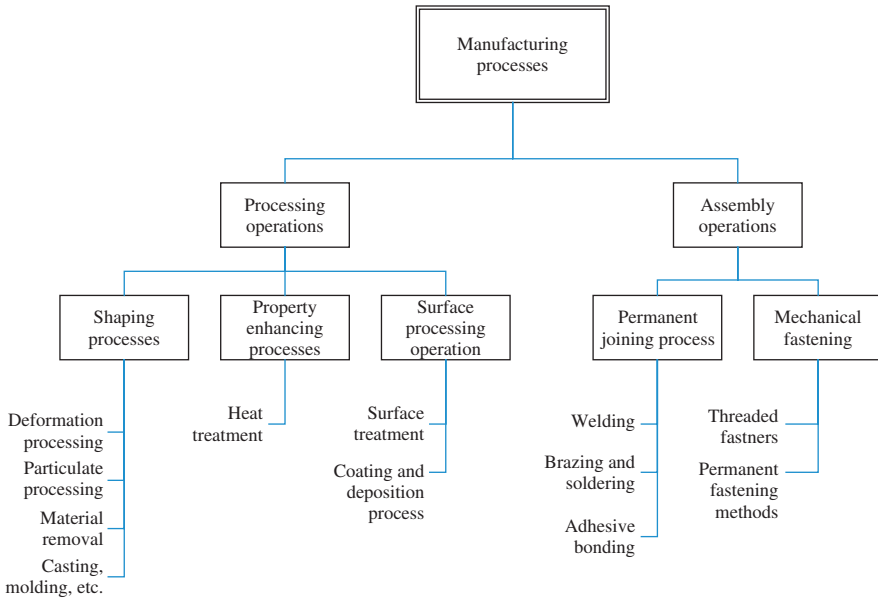 Manufacturing
processes
Processing
operations
Assembly
operations
Shaping
processes
Property
enhancing
processes
Surface
processing
operation
Permanent
joining process
Mechanical
fastening
Deformation
processing
Particulate
processing
Material
removal
Casting,
molding, etc.
Heat
treatment
Surface
treatment
Coating and
deposition
process
Welding
Brazing and
soldering
Adhesive
bonding
Threaded
fastners
Permanent
fastening
methods